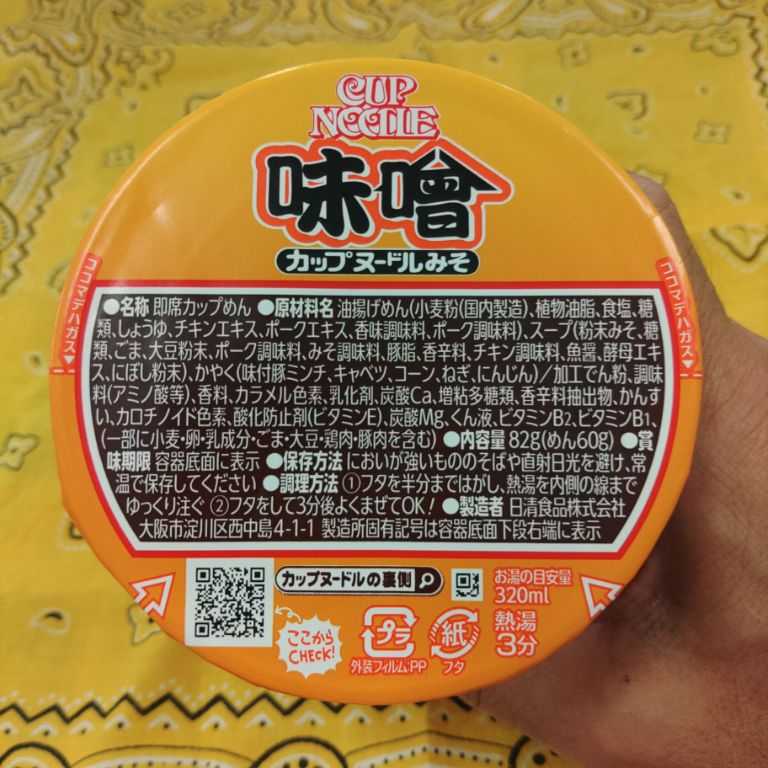 CUP
NOODLE
味噌
カップヌードルみそ
ココマデハガス▼
ココマデハガス▼
●名称 即席カップめん ●原材料名 油揚げめん(小麦粉(国内製造)、植物油脂、食塩、糖
類、しょうゆ、チキンエキス、ポークエキス、香味調味料、ポーク調味料)、スープ(粉末みそ、糖
類、ごま、大豆粉末、ポーク調味料、みそ調味料、豚脂、香辛料、チキン調味料、魚醤、酵母エキ
ス、にぼし粉末)、かやく(味付豚ミンチ、キャベツ、コーン、ねぎ、にんじん)/加工でん粉、調味
料(アミノ酸等)、香料、カラメル色素、乳化剤、炭酸Ca、増粘多糖類、香辛料抽出物、かんす
い、カロチノイド色素、酸化防止剤(ビタミンE)、炭酸Mg、くん液、ビタミンB2、ビタミンB1、
(一部に小麦・卵・乳成分・ごま・大豆・鶏肉・豚肉を含む) ●内容量 82g(めん60g) ●賞
味期限 容器底面に表示 ●保存方法 においが強いもののそばや直射日光を避け、常
温で保存してください ●調理方法 ①フタを半分まではがし、熱湯を内側の線まで
ゆっくり注ぐ ②フタをして3分後よくまぜてOK! ●製造者 日清食品株式会社
大阪市淀川区西中島4-1-1 製造所固有記号は容器底面下段右端に表示
カップヌードルの裏側
ここから
CHECK!
プラ
外装フィルム:PP
紙
フタ
お湯の目安量
320ml
熱湯
3分